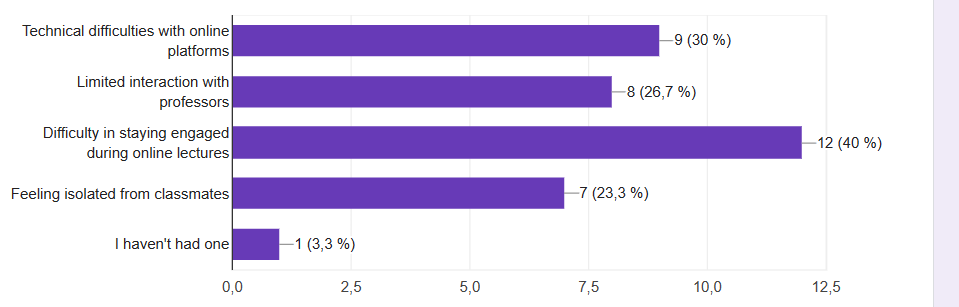 Technical difficulties with online
platforms
9 (30 %)
Limited interaction with
professors
8 (26,7 %)
Difficulty in staying engaged
during online lectures
12 (40 %)
Feeling isolated from classmates
7 (23,3 %)
I haven't had one
1 (3,3 %)
0,0
2,5
5,0
7,5
10,0
12,5